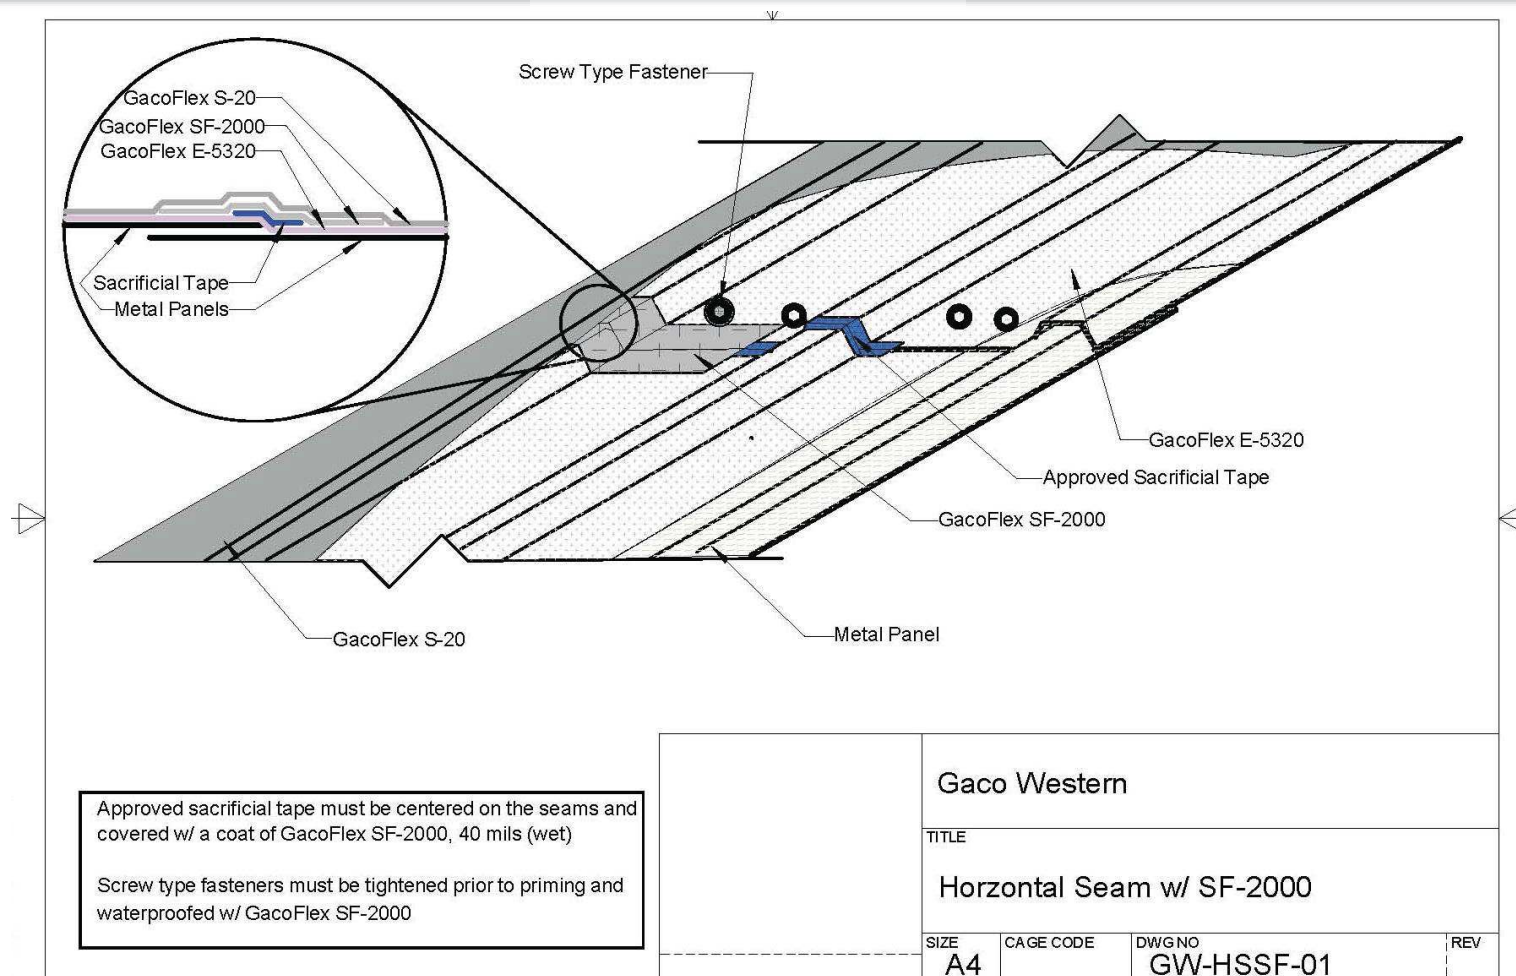 Screw Type Fastener
GacoFlex S-20
GacoFlex SF-2000
GacoFlex E-5320
Sacrificial Tape
Metal Panels
GacoFlex E-5320
Approved Sacrificial Tape
GacoFlex SF-2000
GacoFlex S-20
Metal Panel
Approved sacrificial tape must be centered on the seams and
covered w/ a coat of GacoFlex SF-2000, 40 mils (wet)
Screw type fasteners must be tightened prior to priming and
waterproofed w/ GacoFlex SF-2000
Gaco Western
TITLE
Horzontal Seam w/ SF-2000
SIZE
A4
CAGE CODE
DWG NO
GW-HSSF-01
REV